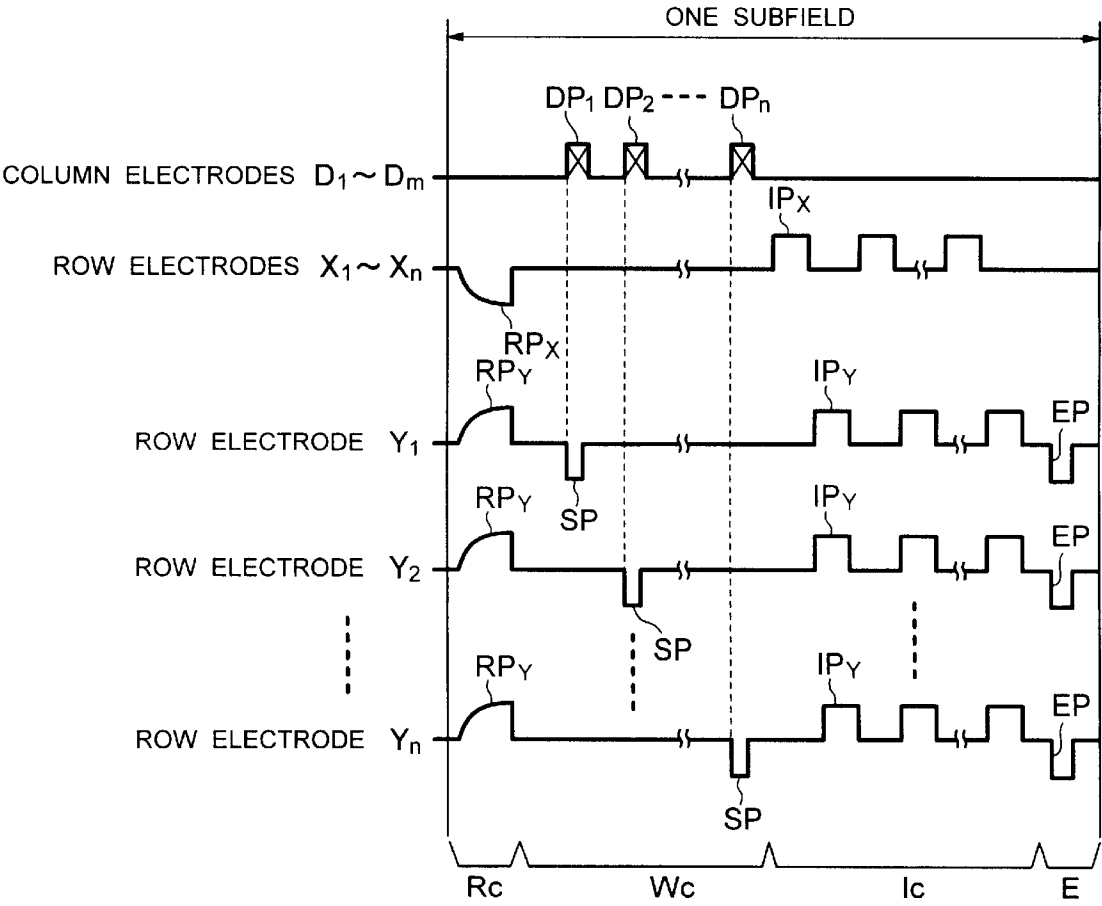 ONE SUBFIELD
DP₁ DP₂ ---- DPₙ
COLUMN ELECTRODES D₁~Dₘ
IPX
ROW ELECTRODES X₁~Xₙ
RPX
RPY IPY
EP
ROW ELECTRODE Y₁
SP
RPY IPY
EP
ROW ELECTRODE Y₂
SP
RPY IPY
EP
ROW ELECTRODE Yₙ
SP
Rc Wc Ic E